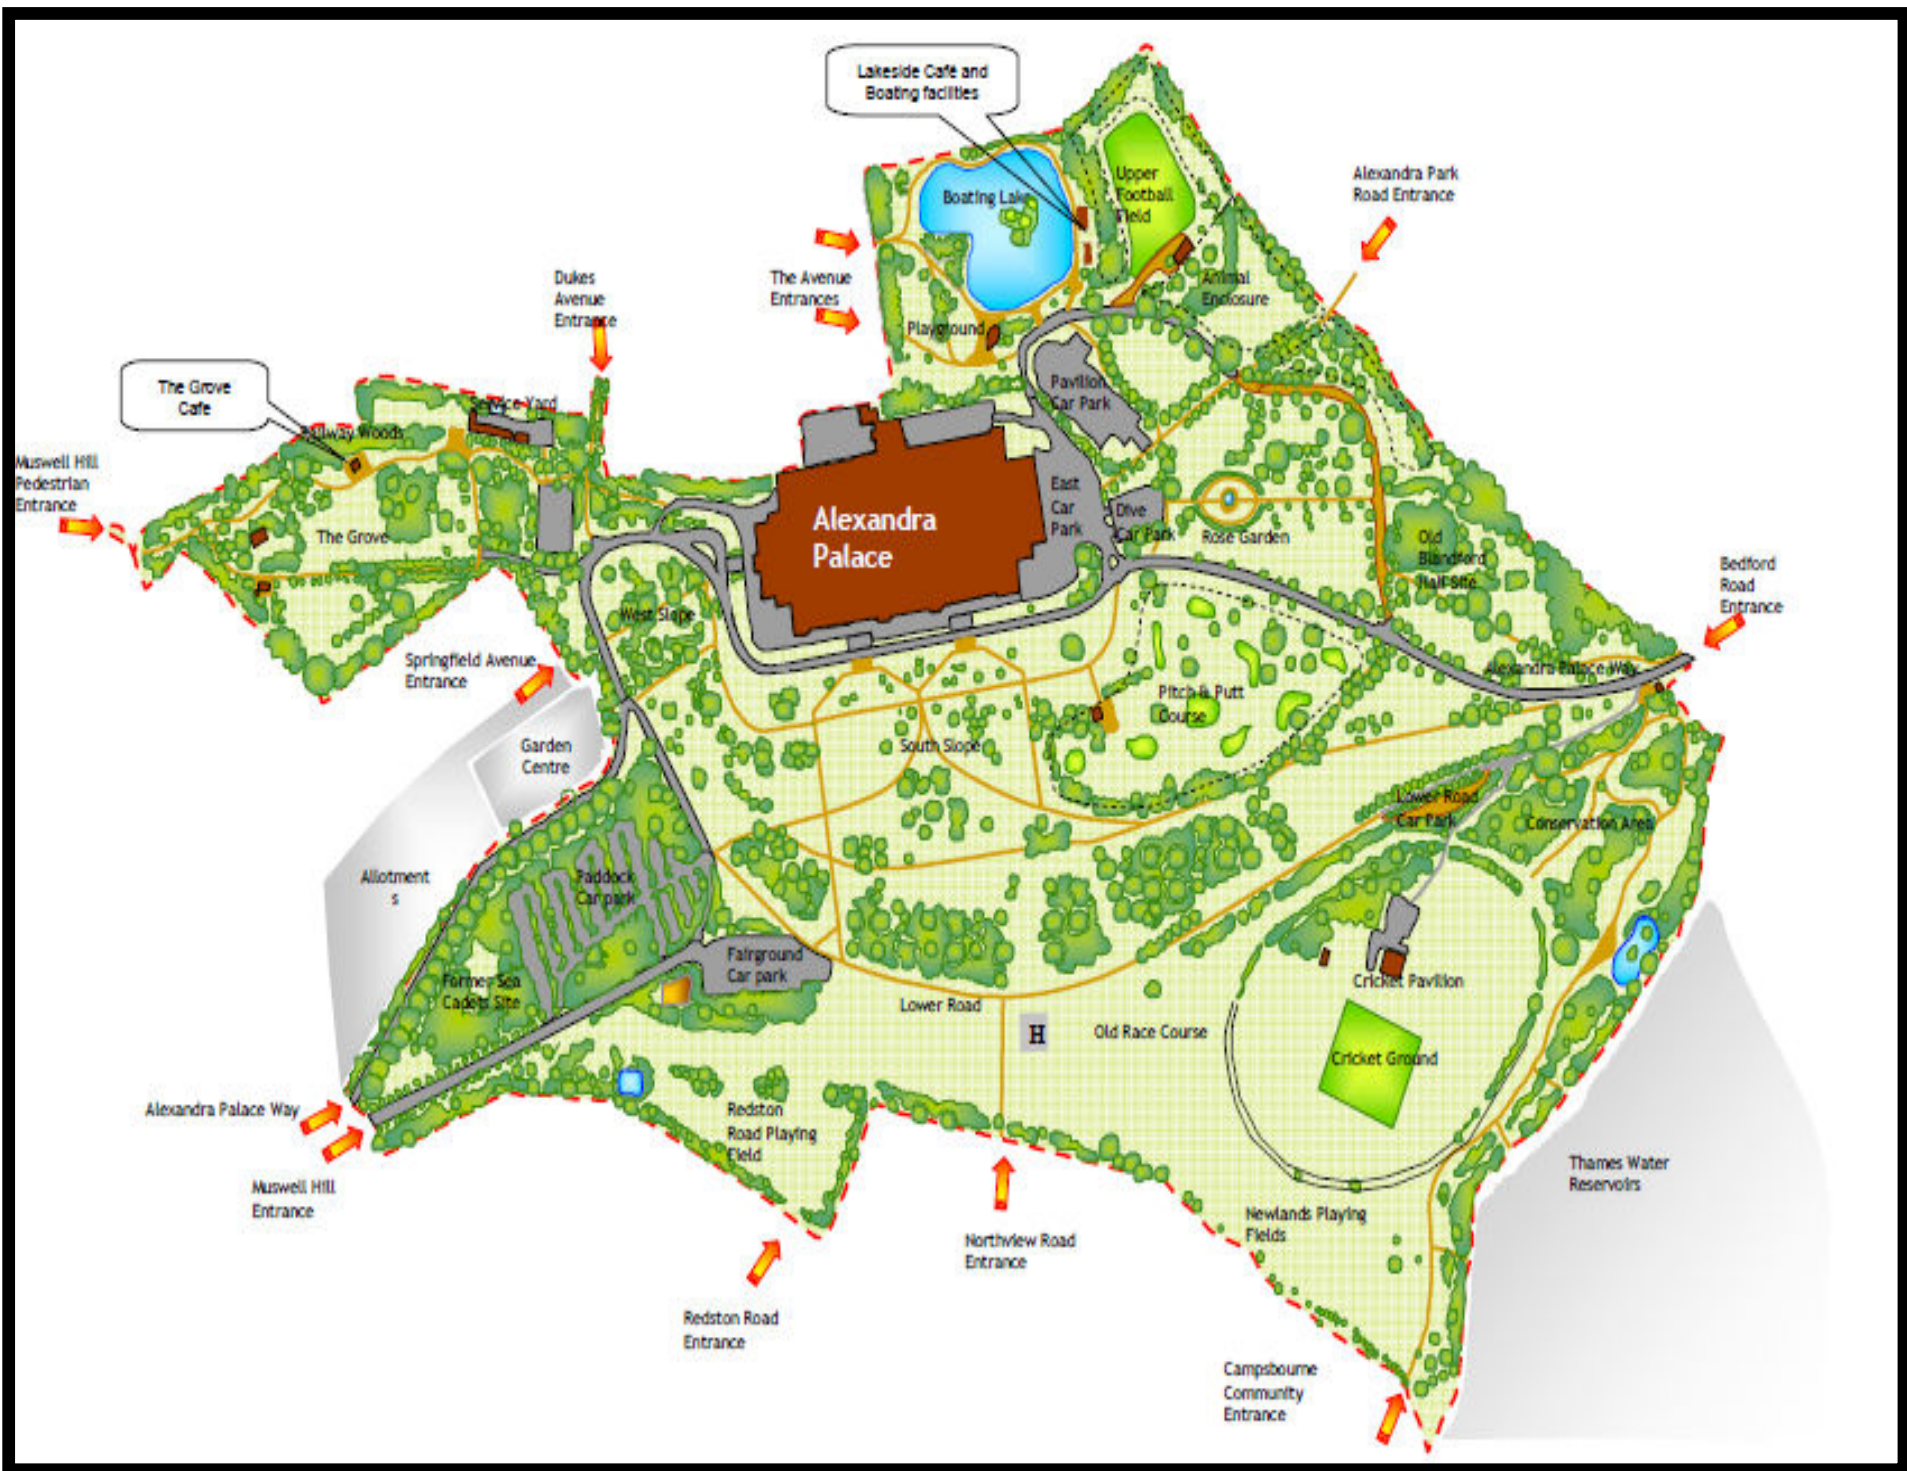 Lakeside Café and
Boating facilities
Upper
Football
Field
Boating Lake
Alexandra Park
Road Entrance
Dukes
Avenue
Entrance
The Avenue
Entrances
Animal
Enclosure
Playground
The Grove
Cafe
Pavilion
Car Park
Service Yard
Woods
Muswell Hill
Pedestrian
Entrance
The Grove
Alexandra
Palace
East
Car
Park
Dive
Car Park
Rose Garden
Old
Blandford
Hall Site
Bedford
Road
Entrance
West Slope
Springfield Avenue
Entrance
Alexandra Palace Way
Pitch & Putt
Course
South Slope
Garden
Centre
Lower Road
Car Park
Conservation Area
Allotment
s
Paddock
Car park
Fairground
Car park
Former Sea
Cadets Site
Cricket Pavilion
Lower Road
H
Old Race Course
Cricket Ground
Alexandra Palace Way
Redston
Road Playing
Field
Muswell Hill
Entrance
Thames Water
Reservoirs
Newlands Playing
Fields
Northview Road
Entrance
Redston Road
Entrance
Campsbourne
Community
Entrance